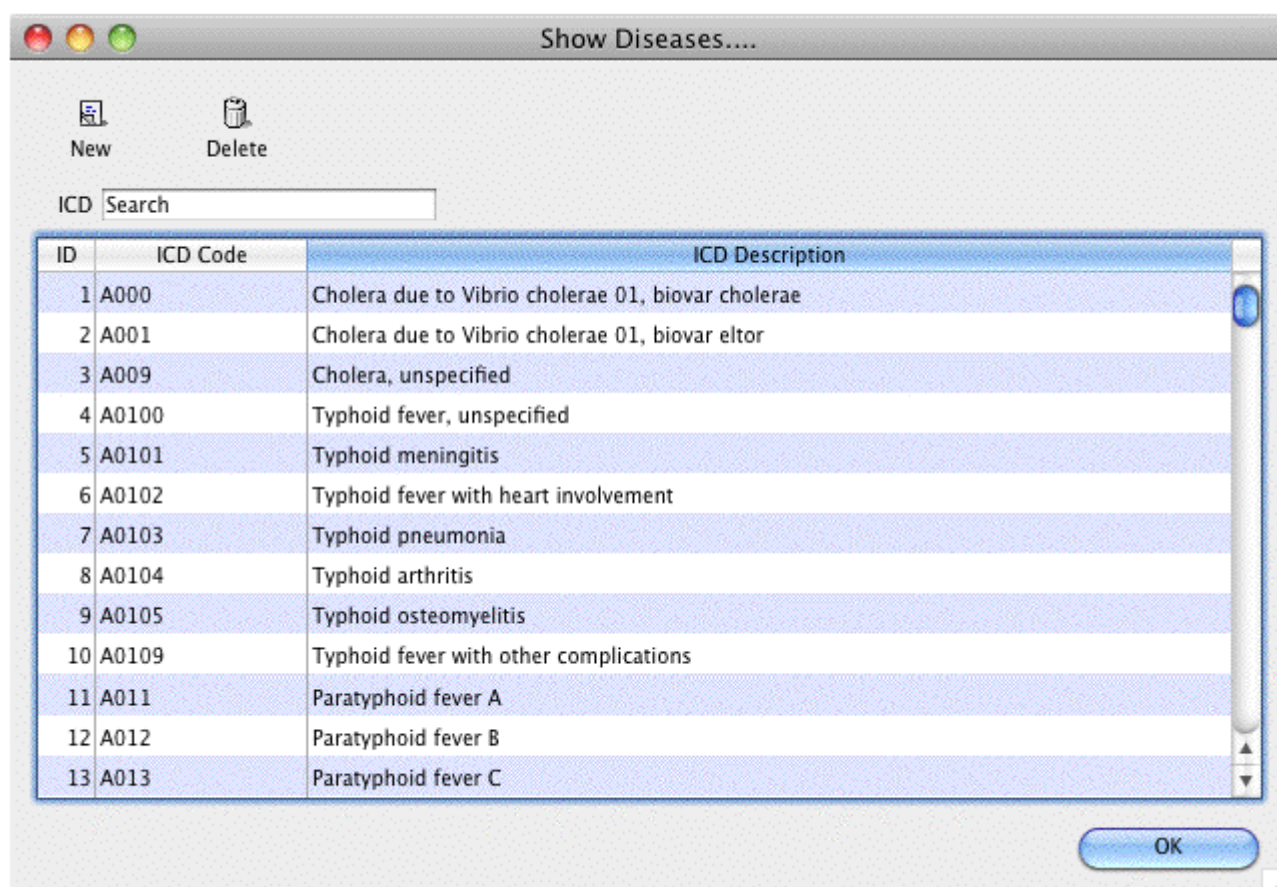 Show Diseases....
New Delete
ICD Search
ID ICD Code ICD Description
1 A000 Cholera due to Vibrio cholerae 01, biovar cholerae
2 A001 Cholera due to Vibrio cholerae 01, biovar eltor
3 A009 Cholera, unspecified
4 A0100 Typhoid fever, unspecified
5 A0101 Typhoid meningitis
6 A0102 Typhoid fever with heart involvement
7 A0103 Typhoid pneumonia
8 A0104 Typhoid arthritis
9 A0105 Typhoid osteomyelitis
10 A0109 Typhoid fever with other complications
11 A011 Paratyphoid fever A
12 A012 Paratyphoid fever B
13 A013 Paratyphoid fever C
OK